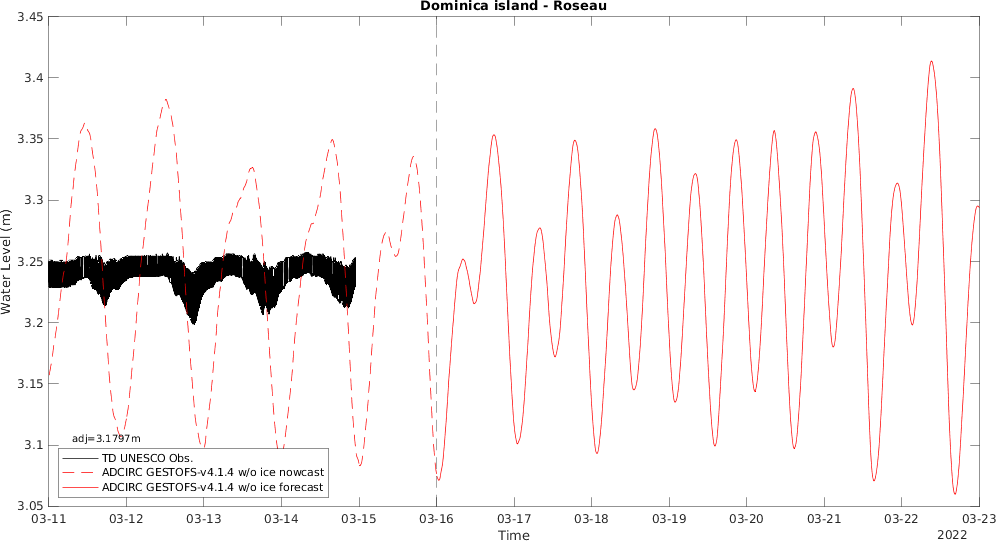 Dominica island - Roseau
3.45
3.4
3.35
3.3
3.25
3.2
3.15
3.1
3.05
Water Level (m)
adj=3.1797m
TD UNESCO Obs.
ADCIRC GESTOFS-v4.1.4 w/o ice nowcast
ADCIRC GESTOFS-v4.1.4 w/o ice forecast
03-11 03-12 03-13 03-14 03-15 03-16 03-17 03-18 03-19 03-20 03-21 03-22 03-23
Time
2022